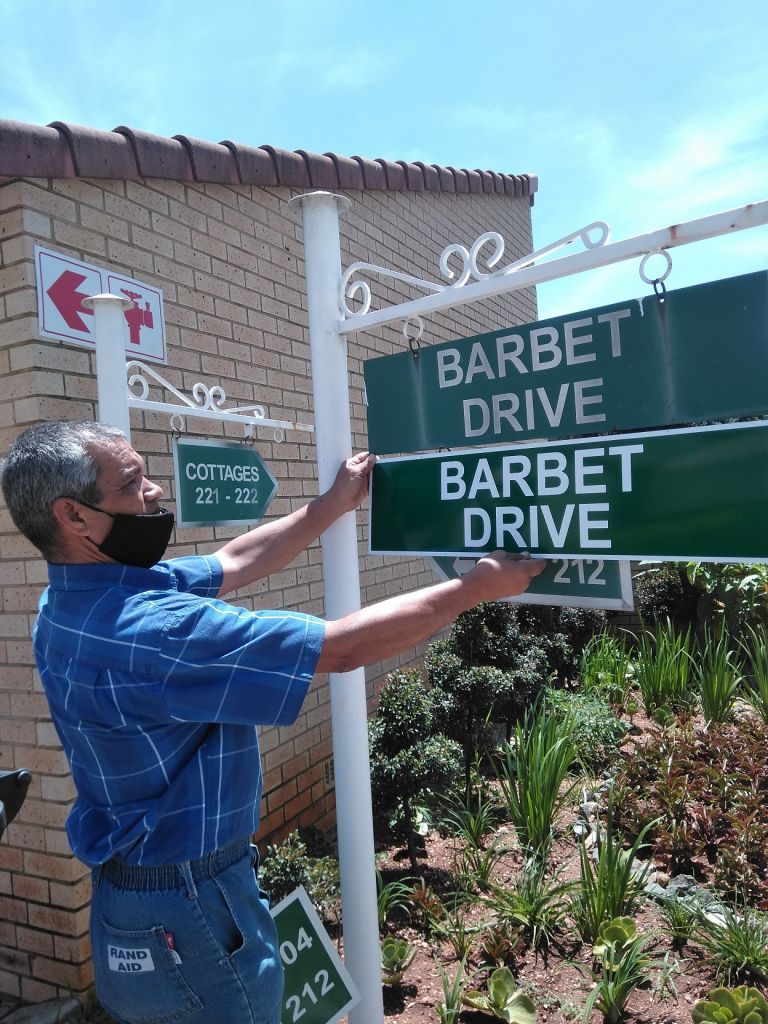 BARBET
DRIVE
BARBET
DRIVE
COTTAGES
221 - 222
212
RAND
AID
04
212